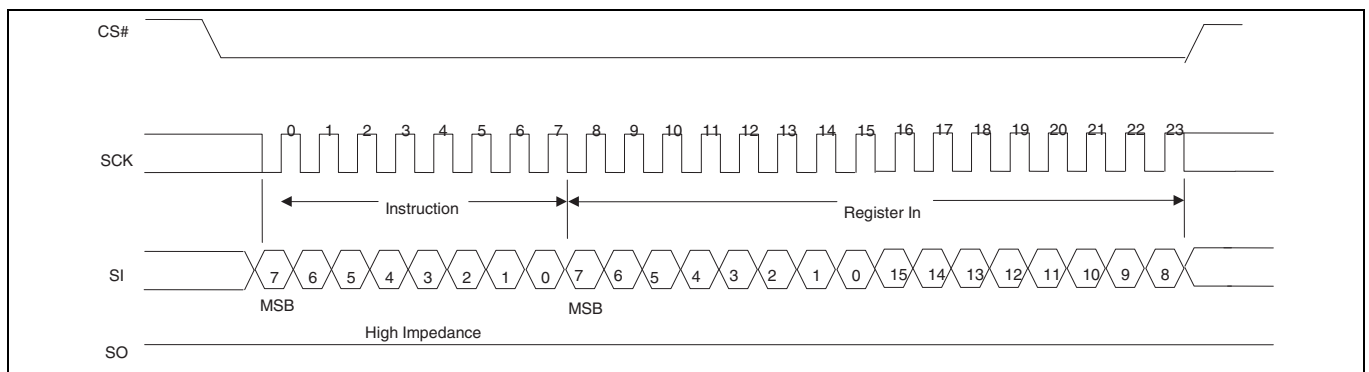 CS#
0 1 2 3 4 5 6 7 8 9 10 11 12 13 14 15 16 17 18 19 20 21 22 23
SCK
Instruction Register In
SI 7 6 5 4 3 2 1 0 7 6 5 4 3 2 1 0 15 14 13 12 11 10 9 8
MSB MSB
High Impedance
SO